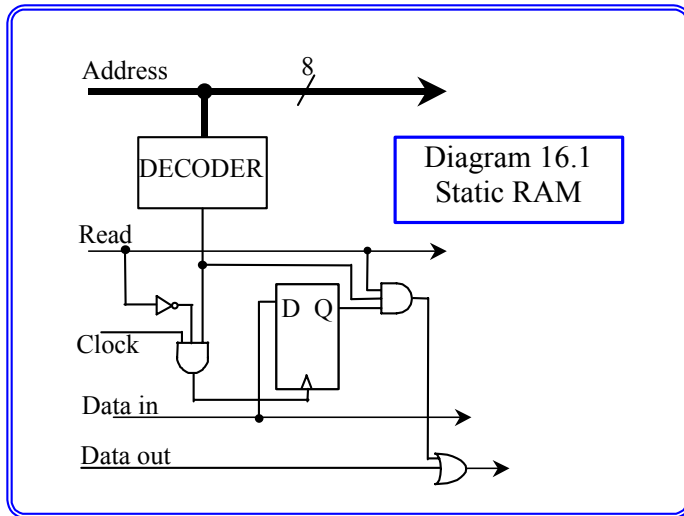 8
Address
DECODER
Diagram 16.1
Static RAM
Read
D Q
Clock
Data in
Data out